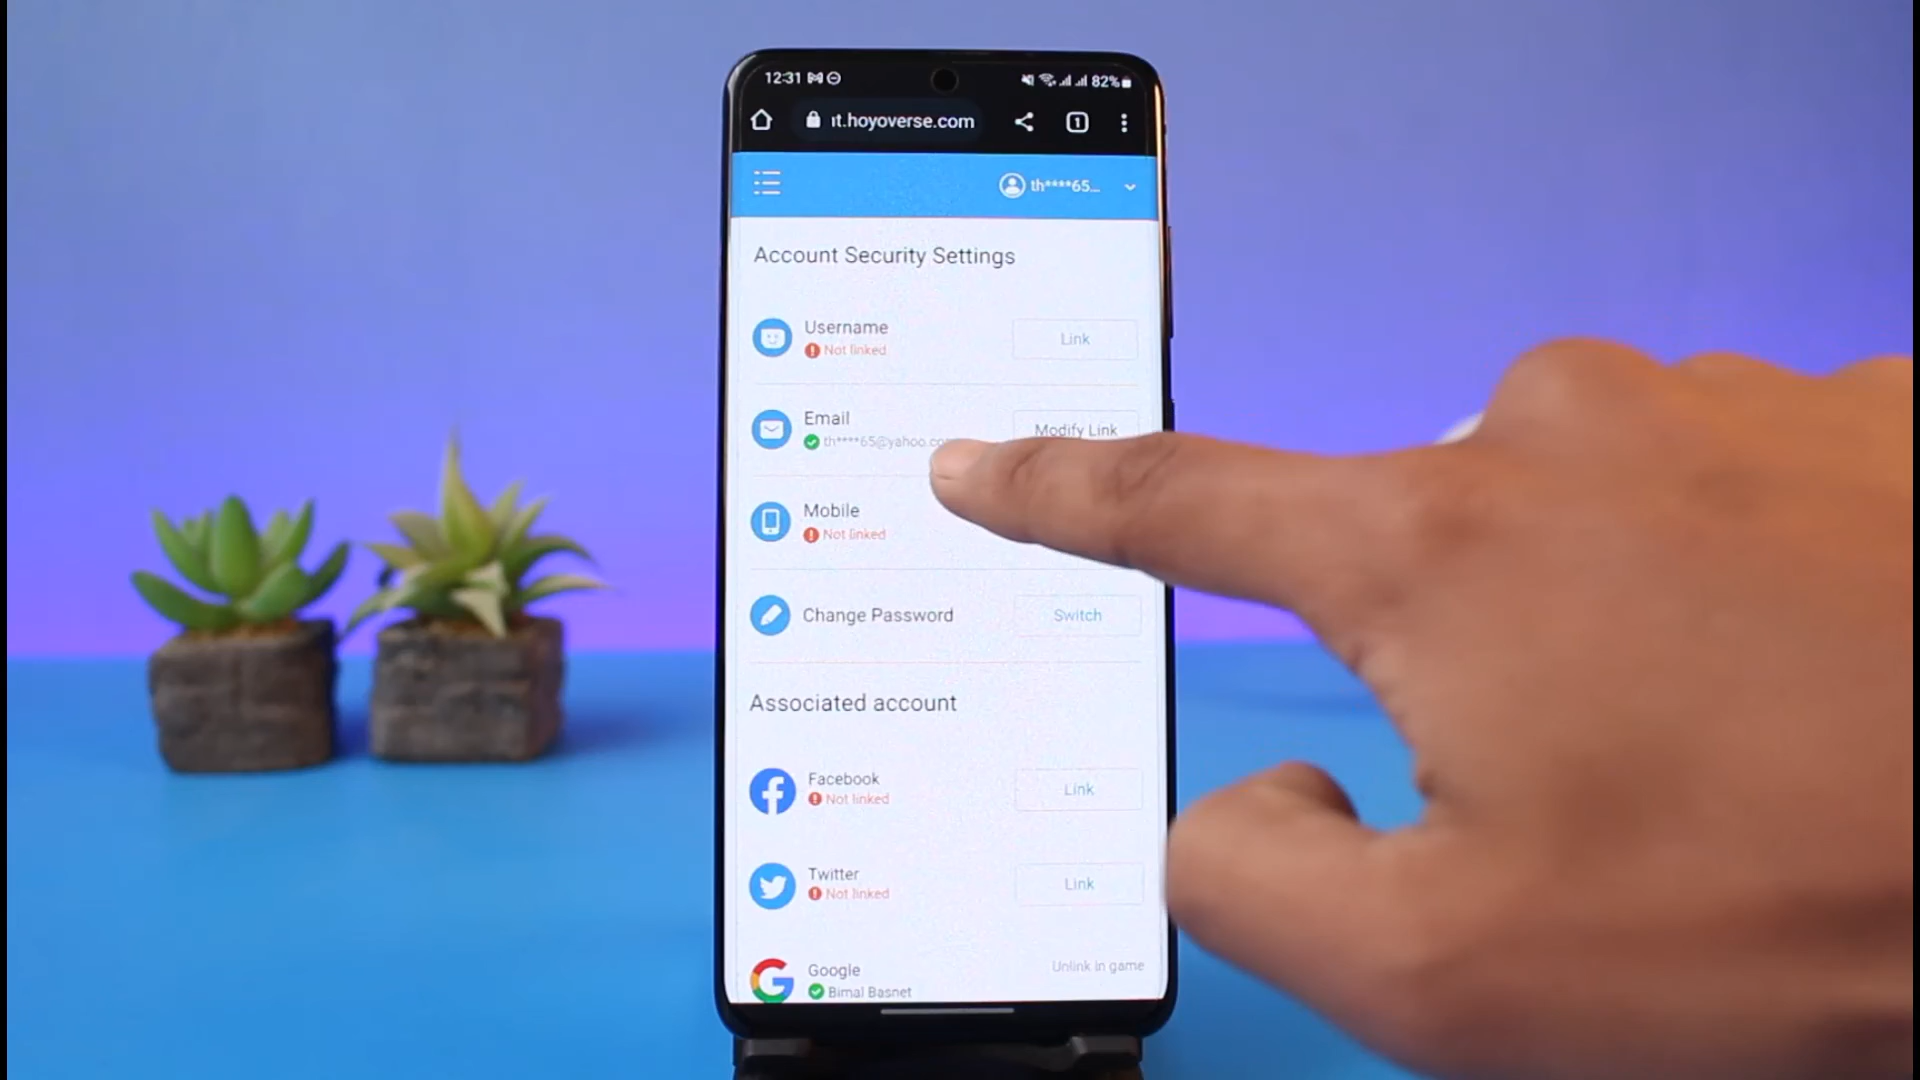 12:31
82%
1
it.hoyoverse.com
th****65...
Account Security Settings
Username
Not linked
Link
Email
th****65@yahoo.com
Modify Link
Mobile
Not linked
Change Password
Switch
Associated account
Facebook
Not linked
Link
Twitter
Not linked
Link
Google
Bimal Basnet
Unlink in game